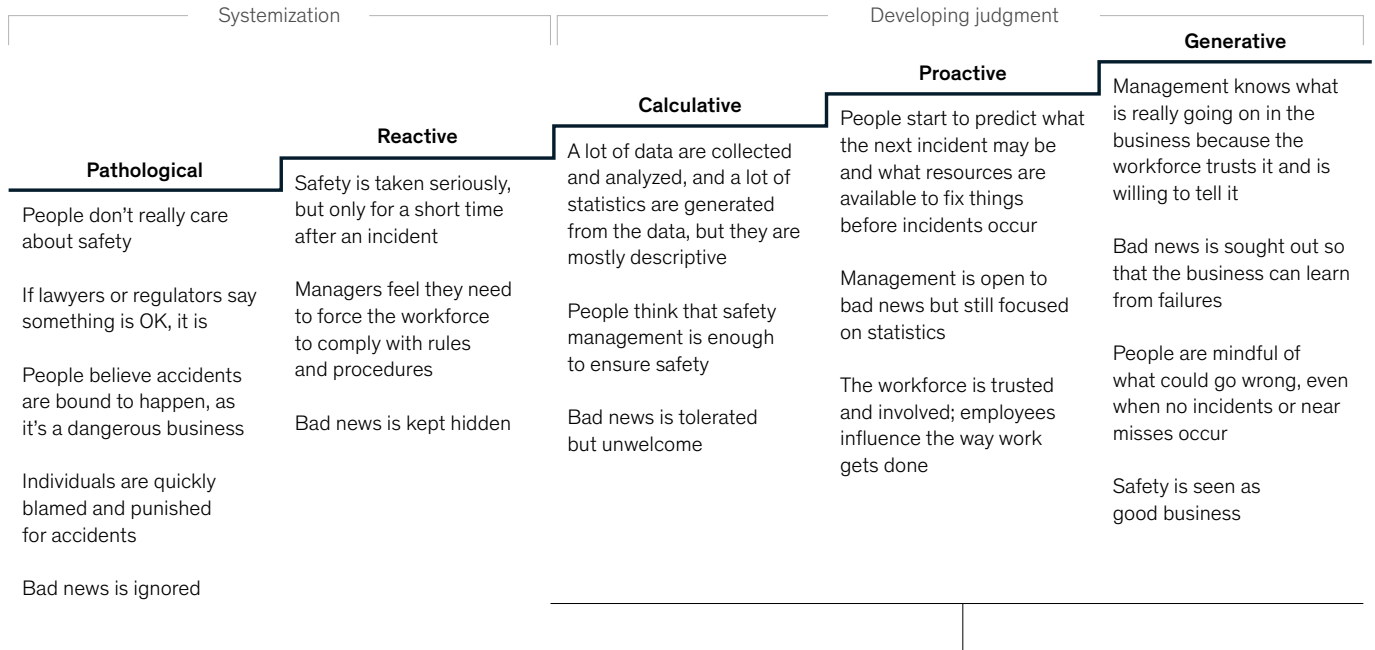 Systemization
Developing judgment
Pathological
People don’t really care
about safety
If lawyers or regulators say
something is OK, it is
People believe accidents
are bound to happen, as
it’s a dangerous business
Individuals are quickly
blamed and punished
for accidents
Bad news is ignored
Reactive
Safety is taken seriously,
but only for a short time
after an incident
Managers feel they need
to force the workforce
to comply with rules
and procedures
Bad news is kept hidden
Calculative
A lot of data are collected
and analyzed, and a lot of
statistics are generated
from the data, but they are
mostly descriptive
People think that safety
management is enough
to ensure safety
Bad news is tolerated
but unwelcome
Proactive
People start to predict what
the next incident may be
and what resources are
available to fix things
before incidents occur
Management is open to
bad news but still focused
on statistics
The workforce is trusted
and involved; employees
influence the way work
gets done
Generative
Management knows what
is really going on in the
business because the
workforce trusts it and is
willing to tell it
Bad news is sought out so
that the business can learn
from failures
People are mindful of
what could go wrong, even
when no incidents or near
misses occur
Safety is seen as
good business